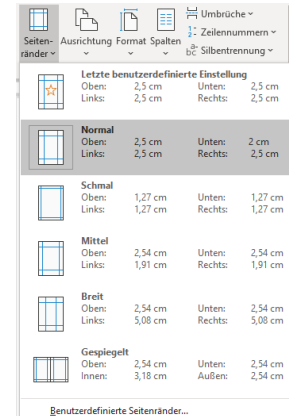 Umbrüche
Zeilennummern
Silbentrennung
Seiten-
ränder
Ausrichtung
Format
Spalten
Letzte benutzerdefinierte Einstellung
Oben: 2,5 cm Unten: 2,5 cm
Links: 2,5 cm Rechts: 2,5 cm
Normal
Oben: 2,5 cm Unten: 2 cm
Links: 2,5 cm Rechts: 2,5 cm
Schmal
Oben: 1,27 cm Unten: 1,27 cm
Links: 1,27 cm Rechts: 1,27 cm
Mittel
Oben: 2,54 cm Unten: 2,54 cm
Links: 1,91 cm Rechts: 1,91 cm
Breit
Oben: 2,54 cm Unten: 2,54 cm
Links: 5,08 cm Rechts: 5,08 cm
Gespiegelt
Oben: 2,54 cm Unten: 2,54 cm
Innen: 3,18 cm Außen: 2,54 cm
Benutzerdefinierte Seitenränder...